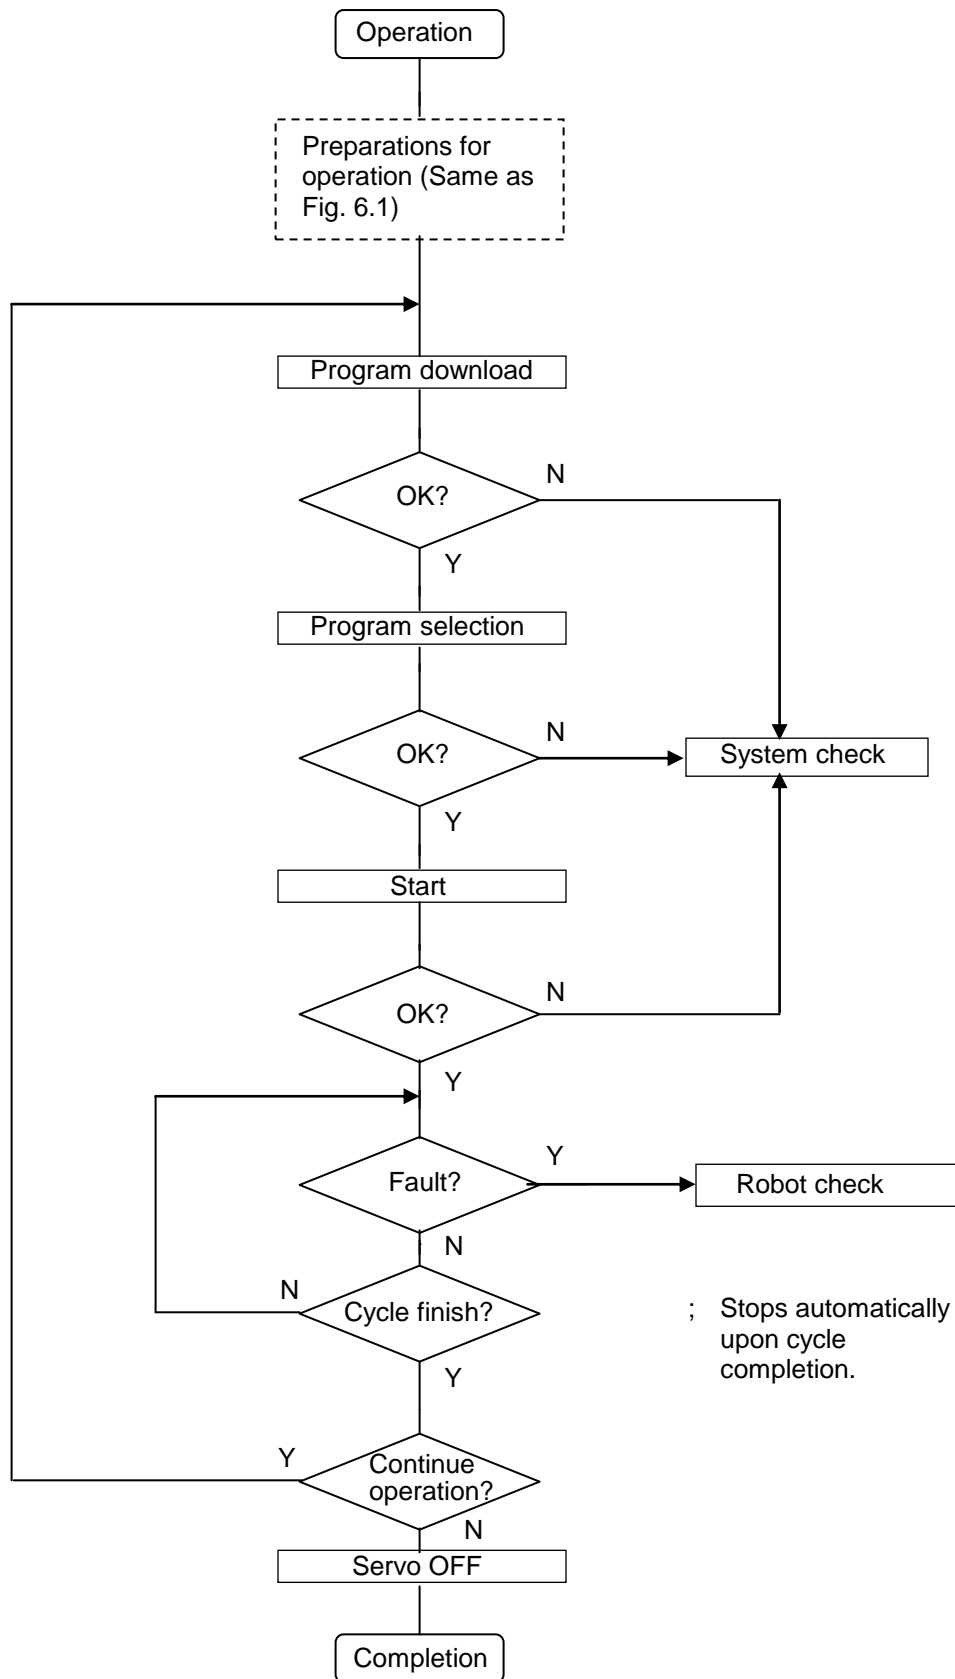 Operation
Preparations for
operation (Same as
Fig. 6.1)
Program download
N
OK?
Y
Program selection
N
OK?
System check
Y
Start
N
OK?
Y
Y
Fault?
Robot check
N
N
Cycle finish?
; Stops automatically
upon cycle
completion.
Y
Y
Continue
operation?
N
Servo OFF
Completion